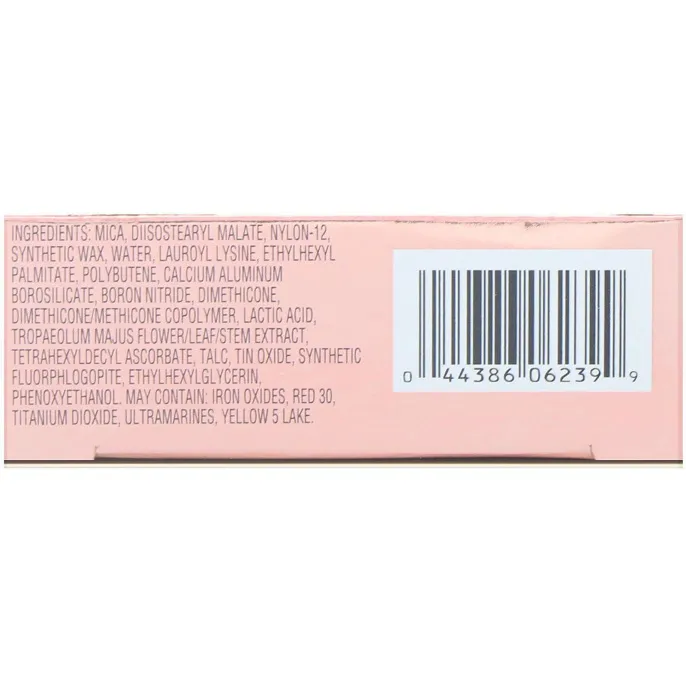 INGREDIENTS: MICA, DIISOSTEARYL MALATE, NYLON-12,
SYNTHETIC WAX, WATER, LAUROYL LYSINE, ETHYLHEXYL
PALMITATE, POLYBUTENE, CALCIUM ALUMINUM
BOROSILICATE, BORON NITRIDE, DIMETHICONE,
DIMETHICONE/METHICONE COPOLYMER, LACTIC ACID,
TROPAEOLUM MAJUS FLOWER/LEAF/STEM EXTRACT,
TETRAHEXYLDECYL ASCORBATE, TALC, TIN OXIDE, SYNTHETIC
FLUORPHLOGOPITE, ETHYLHEXYLGLYCERIN,
PHENOXYETHANOL. MAY CONTAIN: IRON OXIDES, RED 30,
TITANIUM DIOXIDE, ULTRAMARINES, YELLOW 5 LAKE.
0 44386 06239 9